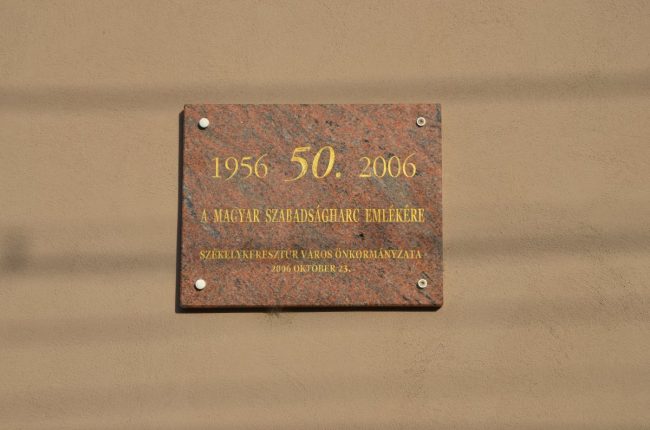 1956 50. 2006
A MAGYAR SZABADSÁGHARC EMLÉKÉRE
SZÉKELYKERESZTÚR VÁROS ÖNKORMÁNYZATA
2006 OKTÓBER 23.